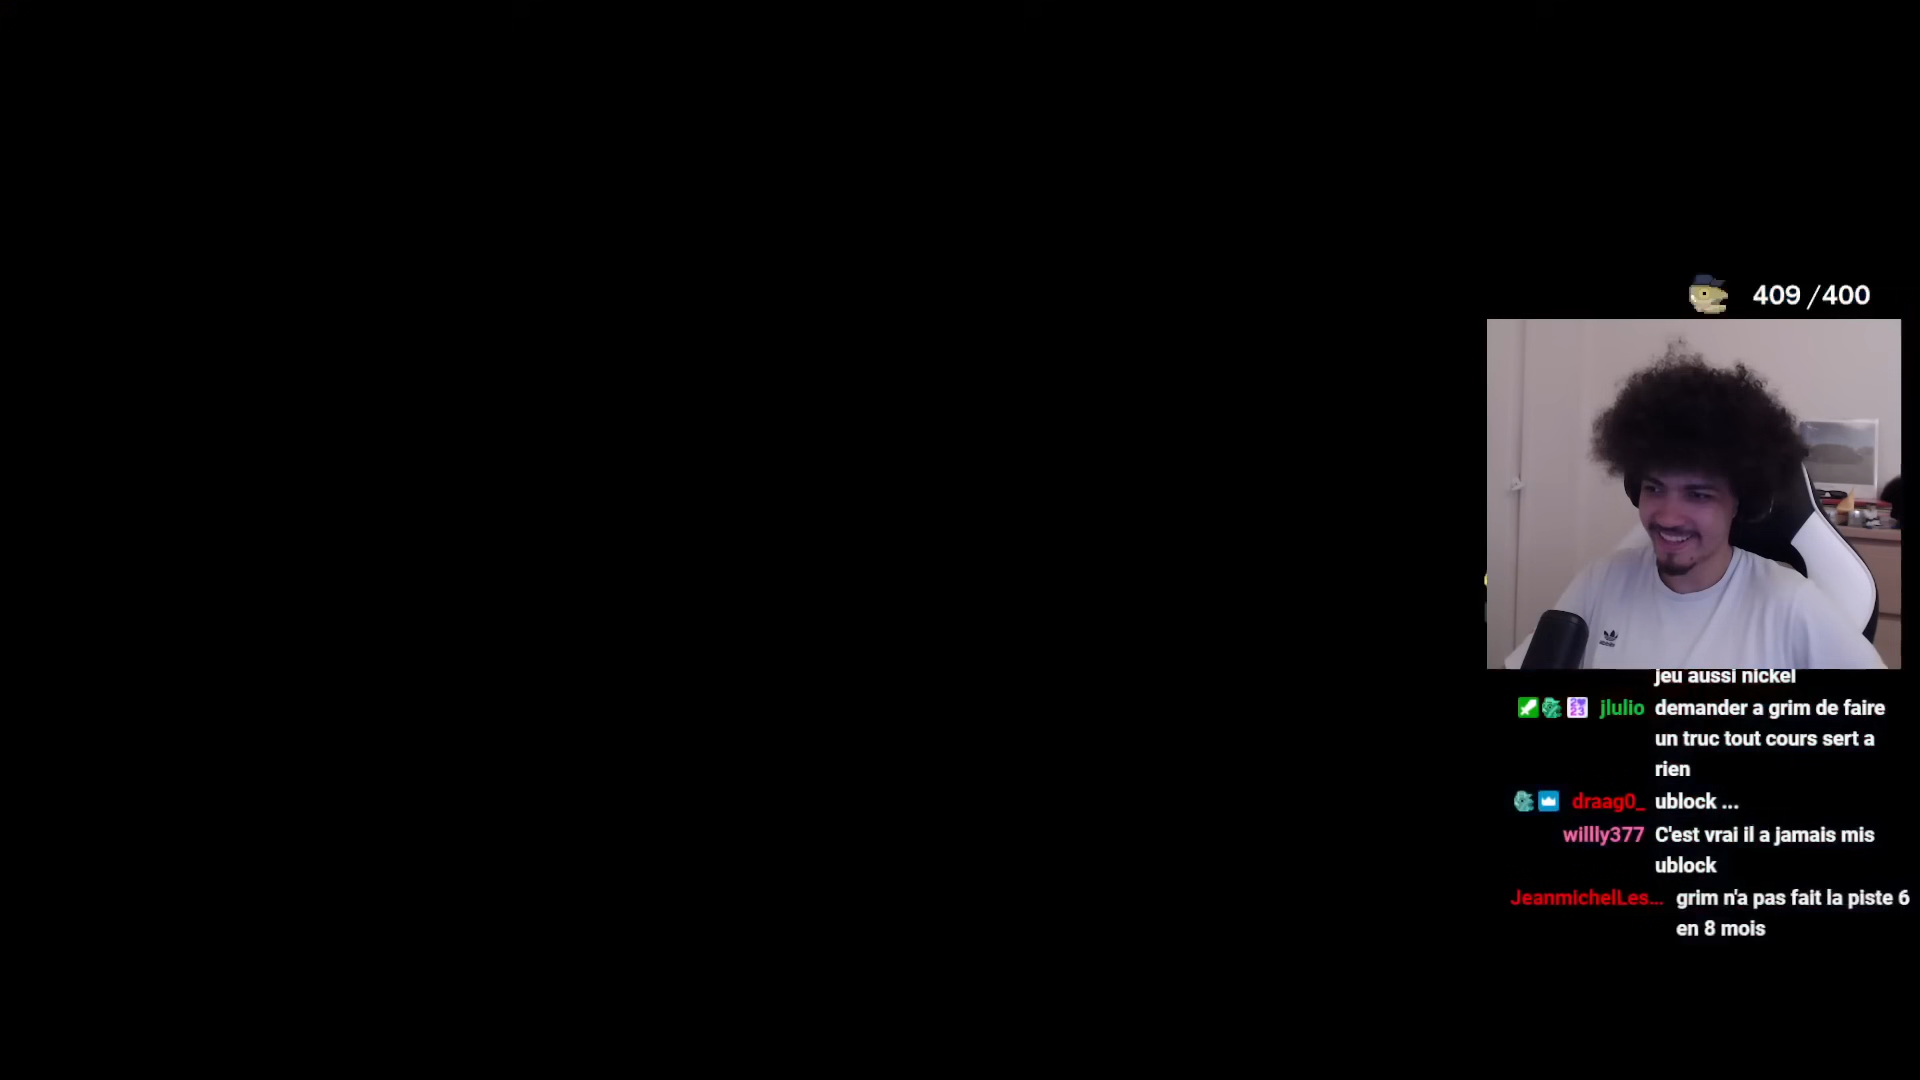 409 /400
jeu aussi nickel
jlulio demander a grim de faire
un truc tout cours sert a
rien
draag0_ ublock ...
willly377 C'est vrai il a jamais mis
ublock
JeanmichelLes... grim n'a pas fait la piste 6
en 8 mois